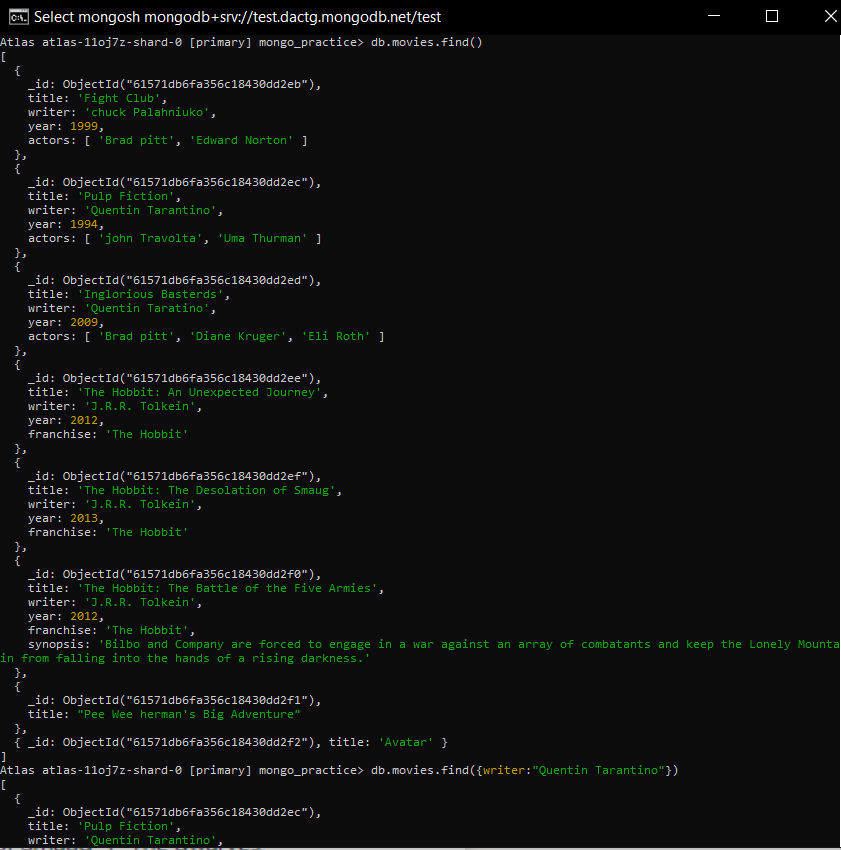 Select mongosh mongodb+srv://test.dactg.mongodb.net/test
Atlas atlas-11oj7z-shard-0 [primary] mongo_practice> db.movies.find()
[
  {
    _id: ObjectId("61571db6fa356c18430dd2eb"),
    title: 'Fight Club',
    writer: 'chuck Palahniuko',
    year: 1999,
    actors: [ 'Brad pitt', 'Edward Norton' ]
  },
  {
    _id: ObjectId("61571db6fa356c18430dd2ec"),
    title: 'Pulp Fiction',
    writer: 'Quentin Tarantino',
    year: 1994,
    actors: [ 'john Travolta', 'Uma Thurman' ]
  },
  {
    _id: ObjectId("61571db6fa356c18430dd2ed"),
    title: 'Inglorious Basterds',
    writer: 'Quentin Taratino',
    year: 2009,
    actors: [ 'Brad pitt', 'Diane Kruger', 'Eli Roth' ]
  },
  {
    _id: ObjectId("61571db6fa356c18430dd2ee"),
    title: 'The Hobbit: An Unexpected Journey',
    writer: 'J.R.R. Tolkein',
    year: 2012,
    franchise: 'The Hobbit'
  },
  {
    _id: ObjectId("61571db6fa356c18430dd2ef"),
    title: 'The Hobbit: The Desolation of Smaug',
    writer: 'J.R.R. Tolkein',
    year: 2013,
    franchise: 'The Hobbit'
  },
  {
    _id: ObjectId("61571db6fa356c18430dd2f0"),
    title: 'The Hobbit: The Battle of the Five Armies',
    writer: 'J.R.R. Tolkein',
    year: 2012,
    franchise: 'The Hobbit',
    synopsis: 'Bilbo and Company are forced to engage in a war against an array of combatants and keep the Lonely Mounta
in from falling into the hands of a rising darkness.'
  },
  {
    _id: ObjectId("61571db6fa356c18430dd2f1"),
    title: "Pee Wee herman's Big Adventure"
  },
  { _id: ObjectId("61571db6fa356c18430dd2f2"), title: 'Avatar' }
]
Atlas atlas-11oj7z-shard-0 [primary] mongo_practice> db.movies.find({writer:"Quentin Tarantino"})
[
  {
    _id: ObjectId("61571db6fa356c18430dd2ec"),
    title: 'Pulp Fiction',
    writer: 'Quentin Tarantino',